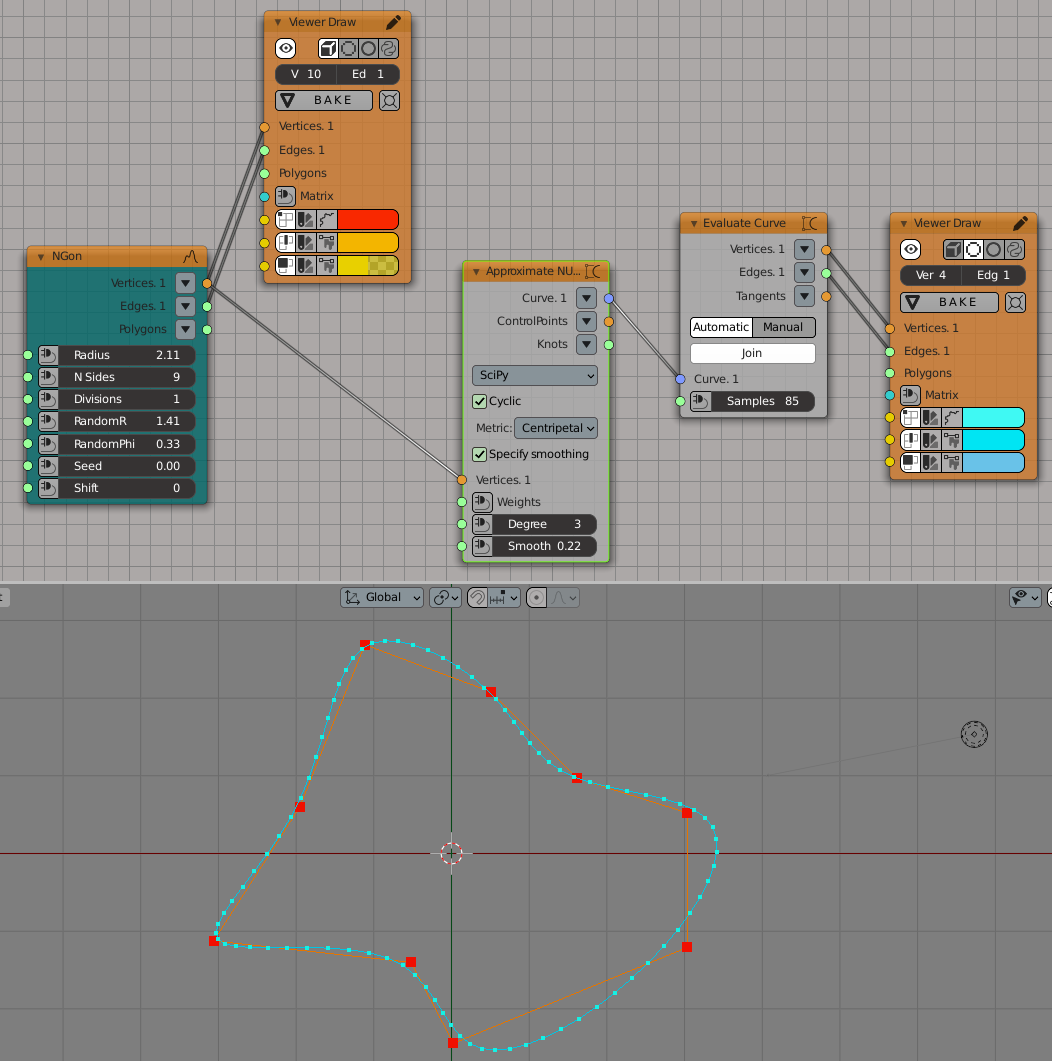 Viewer Draw
V 10 Ed 1
BAKE
Vertices. 1
Edges. 1
Polygons
Matrix
NGon
Vertices. 1
Edges. 1
Polygons
Radius 2.11
N Sides 9
Divisions 1
RandomR 1.41
RandomPhi 0.33
Seed 0.00
Shift 0
Approximate NU...
Curve. 1
ControlPoints
Knots
SciPy
Cyclic
Metric: Centripetal
Specify smoothing
Vertices. 1
Weights
Degree 3
Smooth 0.22
Evaluate Curve
Vertices. 1
Edges. 1
Tangents
Automatic Manual
Join
Curve. 1
Samples 85
Viewer Draw
Ver 4 Edg 1
BAKE
Vertices. 1
Edges. 1
Polygons
Matrix
Global